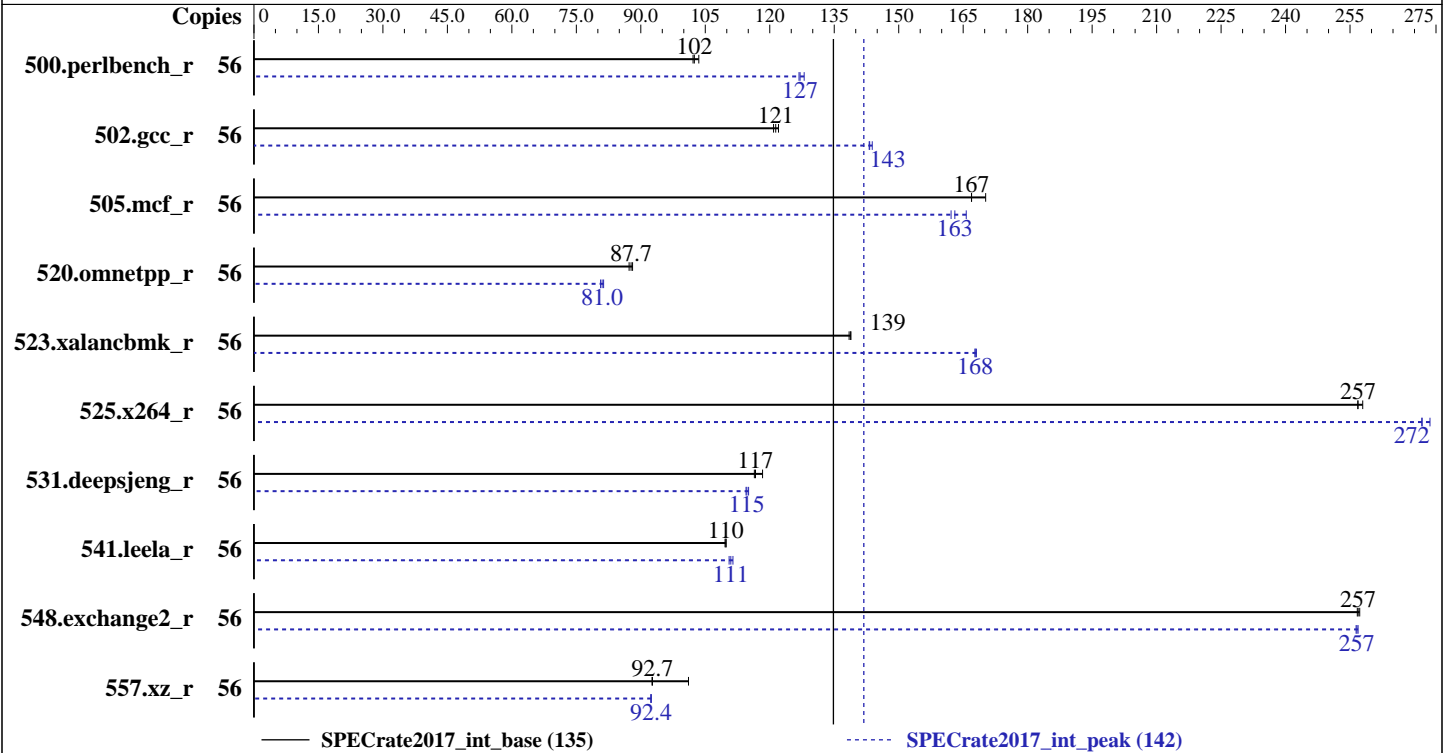 Copies 0 15.0 30.0 45.0 60.0 75.0 90.0 105 120 135 150 165 180 195 210 225 240 255 275
102
500.perlbench_r 56
127
121
502.gcc_r 56
143
167
505.mcf_r 56
163
87.7
520.omnetpp_r 56
81.0
139
523.xalancbmk_r 56
168
257
525.x264_r 56
272
117
531.deepsjeng_r 56
115
110
541.leela_r 56
111
257
548.exchange2_r 56
257
92.7
557.xz_r 56
92.4
SPECrate2017_int_base (135) SPECrate2017_int_peak (142)